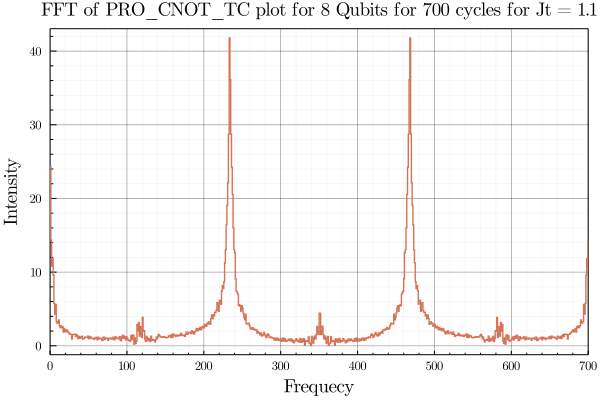 FFT of PRO_CNOT_TC plot for 8 Qubits for 700 cycles for Jt = 1.1
Intensity
40
30
20
10
0
0 100 200 300 400 500 600 700
Frequecy